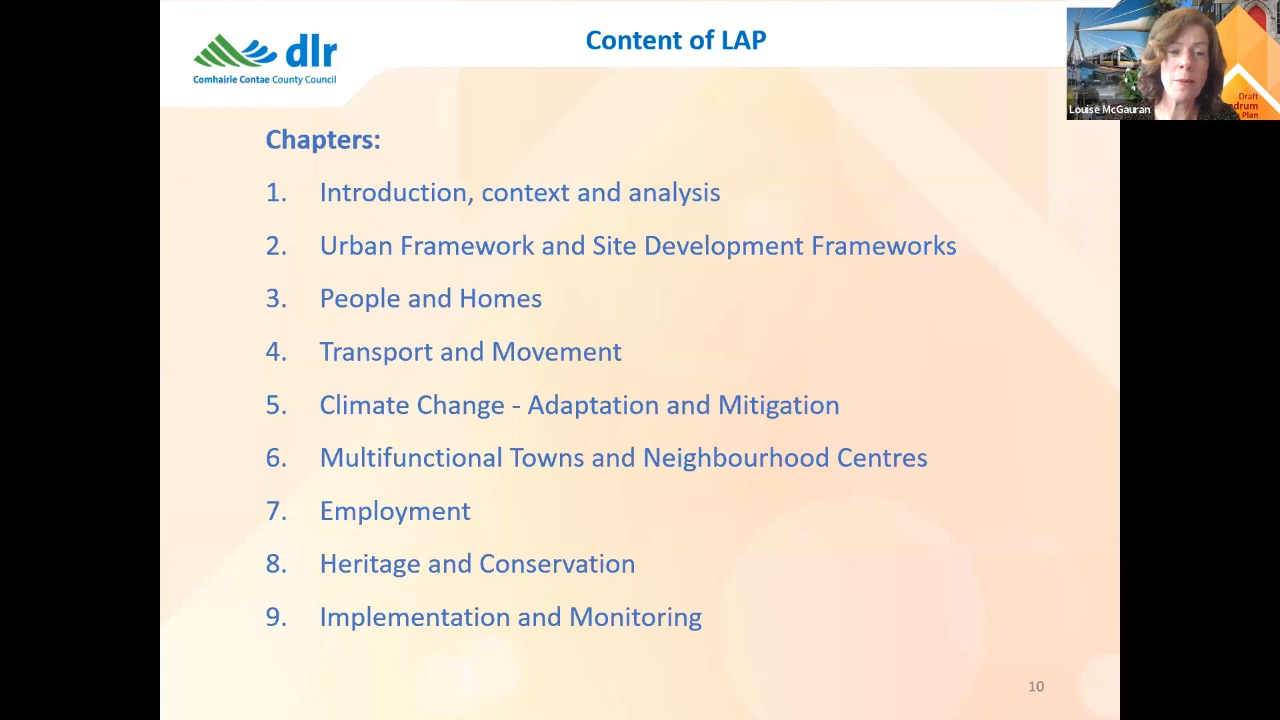 dlr
Comhairle Contae County Council
Content of LAP
Louise McGauran
Draft
ndrum
Plan
Chapters:
1. Introduction, context and analysis
2. Urban Framework and Site Development Frameworks
3. People and Homes
4. Transport and Movement
5. Climate Change - Adaptation and Mitigation
6. Multifunctional Towns and Neighbourhood Centres
7. Employment
8. Heritage and Conservation
9. Implementation and Monitoring
10